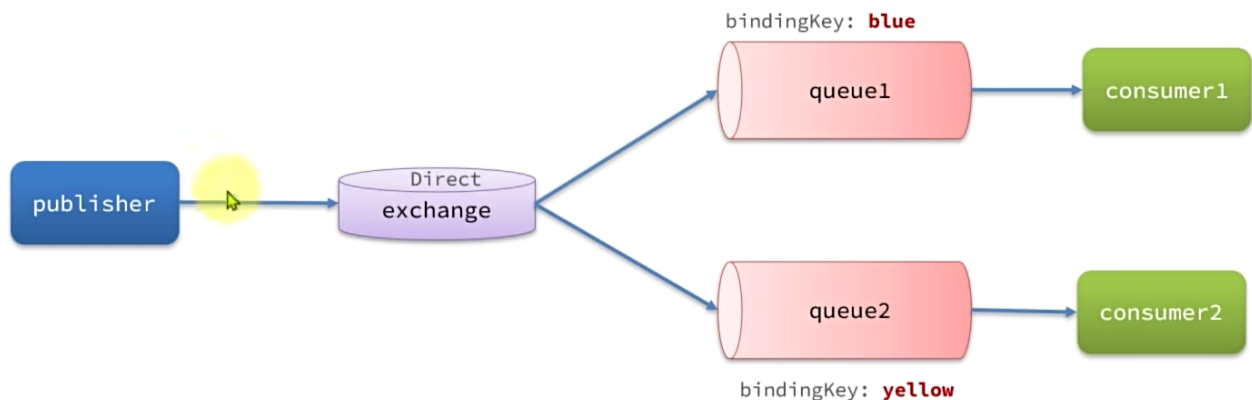 bindingKey: blue
queue1
consumer1
publisher
Direct
exchange
queue2
consumer2
bindingKey: yellow